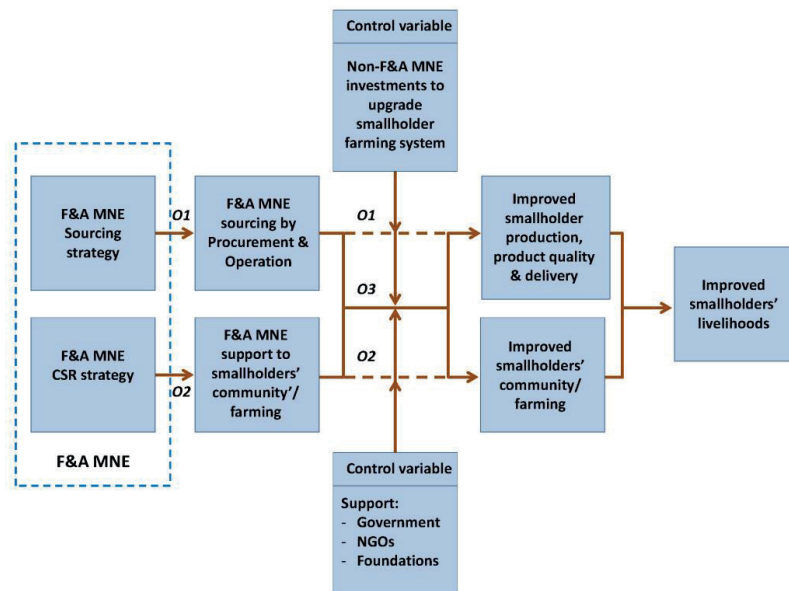 Control variable
Non-F&A MNE
investments to
upgrade
smallholder
farming system
F&A MNE
Sourcing
strategy
O1
F&A MNE
sourcing by
Procurement &
Operation
O1
Improved
smallholder
production,
product quality
& delivery
O3
Improved
smallholders’
livelihoods
F&A MNE
CSR strategy
O2
F&A MNE
support to
smallholders’
community’/
farming
O2
Improved
smallholders’
community/
farming
F&A MNE
Control variable
Support:
- Government
- NGOs
- Foundations